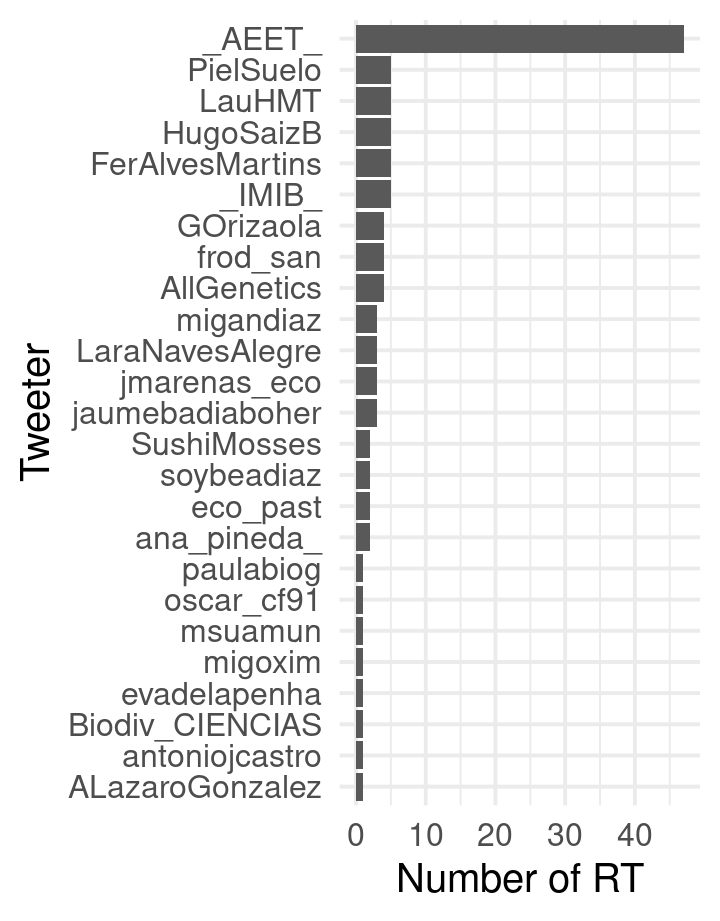 _AEET_
PielSuelo
LauHMT
HugoSaizB
FerAlvesMartins
_IMIB_
GOrizaola
frod_san
AllGenetics
migandiaz
LaraNavesAlegre
jmarenas_eco
jaumebadiaboher
SushiMosses
soybeadiaz
eco_past
ana_pineda_
paulabiog
oscar_cf91
msuamun
migoxim
evadelapenha
Biodiv_CIENCIAS
antoniojcastro
ALazaroGonzalez
Tweeter
0 10 20 30 40
Number of RT